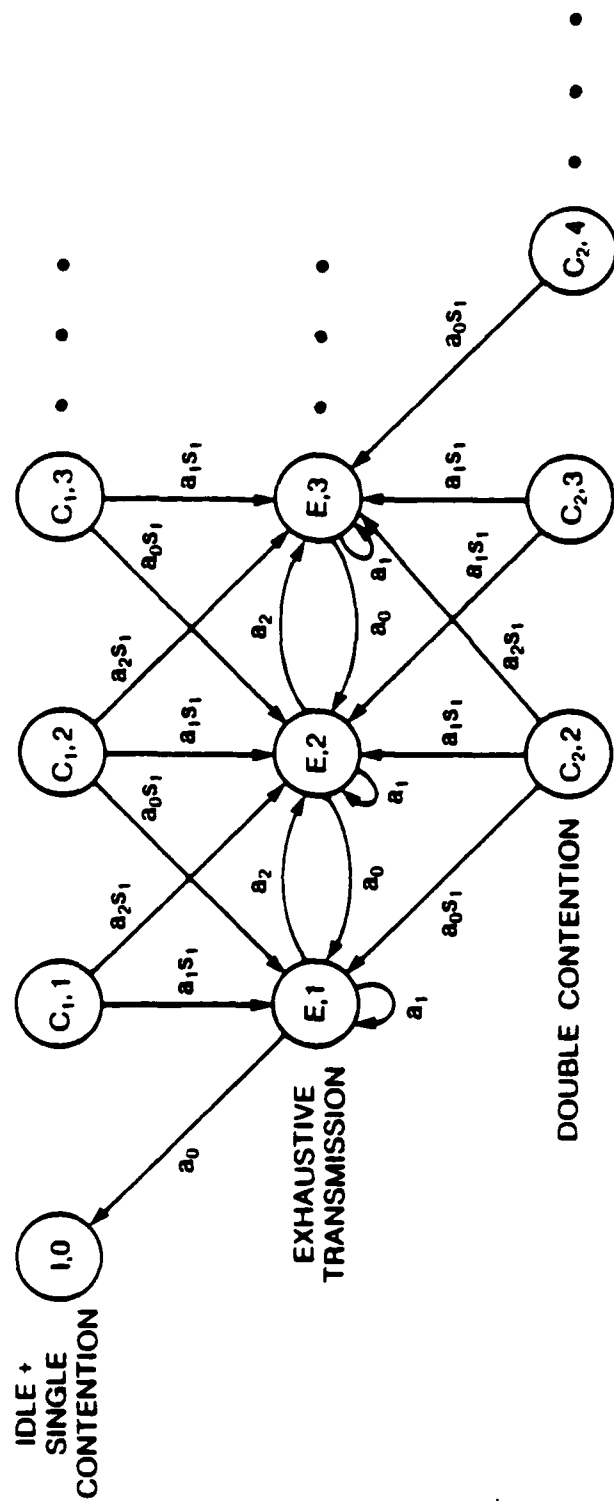 IDLE +
SINGLE
CONTENTION
I,0
C₁,1
C₁,2
C₁,3
a₀
a₁s₁
a₂s₁
a₀s₁
a₁s₁
a₂s₁
a₀s₁
a₁s₁
EXHAUSTIVE
TRANSMISSION
E,1
E,2
E,3
a₂
a₂
a₀
a₀
a₁
a₁
a₁
a₀s₁
a₁s₁
a₂s₁
a₁s₁
a₁s₁
a₀s₁
DOUBLE CONTENTION
C₂,2
C₂,3
C₂,4